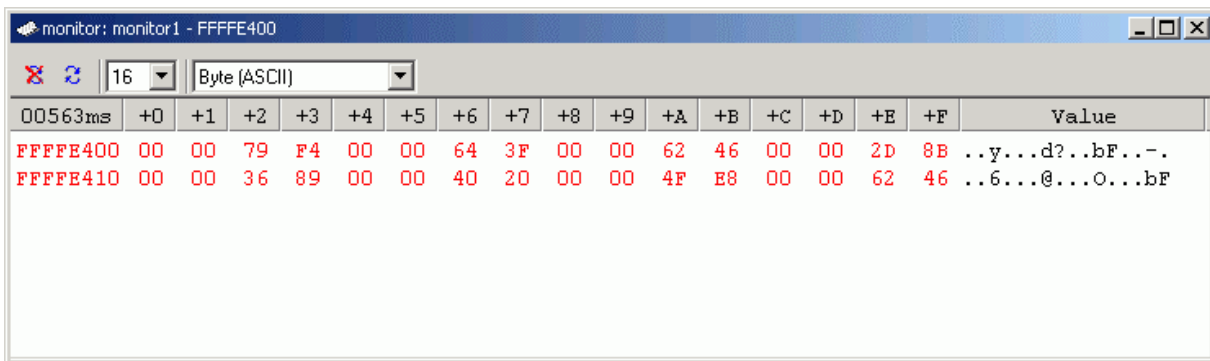 monitor: monitor1 - FFFFE400
16 Byte (ASCII)
00563ms +0 +1 +2 +3 +4 +5 +6 +7 +8 +9 +A +B +C +D +E +F Value
FFFFE400 00 00 79 F4 00 00 64 3F 00 00 62 46 00 00 2D 8B ..y...d?..bF..-.
FFFFE410 00 00 36 89 00 00 40 20 00 00 4F E8 00 00 62 46 ..6...@...O...bF